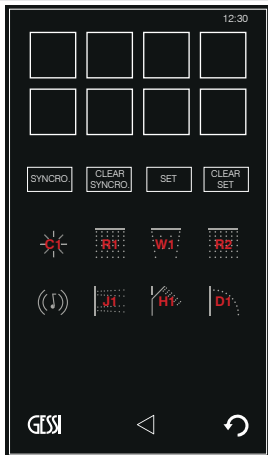 12:30
SYNCRO. CLEAR SYNCRO. SET CLEAR SET
C1 R1 W1 R2
J1 H1 D1
GESSI